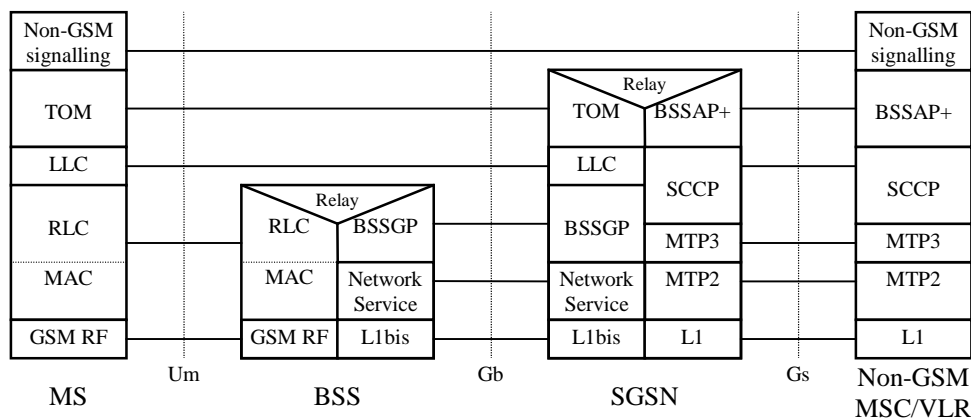 Non-GSM
signalling
Non-GSM
signalling
Relay
TOM
TOM
BSSAP+
BSSAP+
LLC
LLC
SCCP
SCCP
Relay
RLC
RLC
BSSGP
BSSGP
MTP3
MTP3
MAC
MAC
Network
Service
Network
Service
MTP2
MTP2
GSM RF
GSM RF
L1bis
L1bis
L1
L1
Um
Gb
Gs
MS
BSS
SGSN
Non-GSM
MSC/VLR